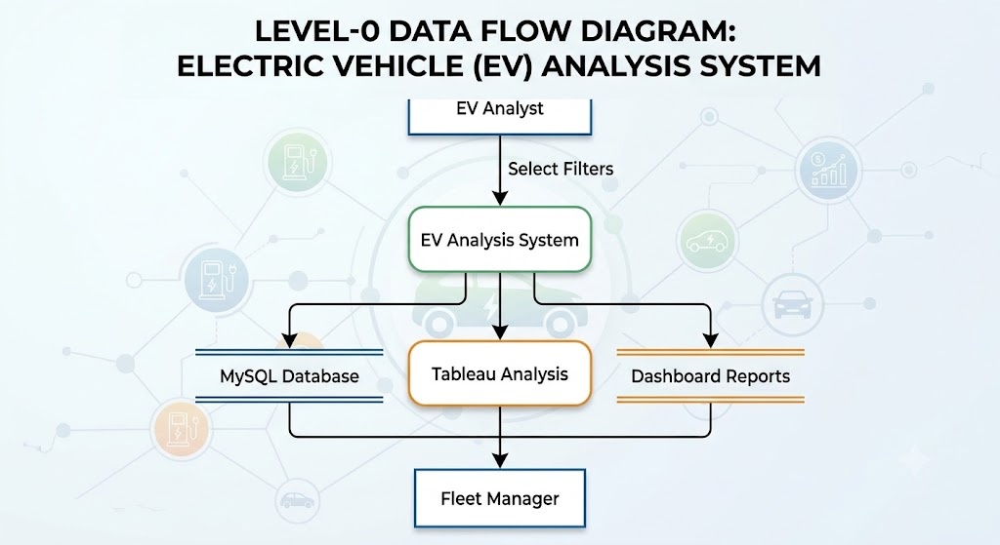 LEVEL-0 DATA FLOW DIAGRAM:
ELECTRIC VEHICLE (EV) ANALYSIS SYSTEM
EV Analyst
Select Filters
EV Analysis System
MySQL Database
Tableau Analysis
Dashboard Reports
Fleet Manager